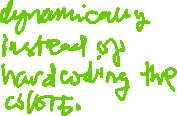 dynamically
instead of
hardcoding the
colors.